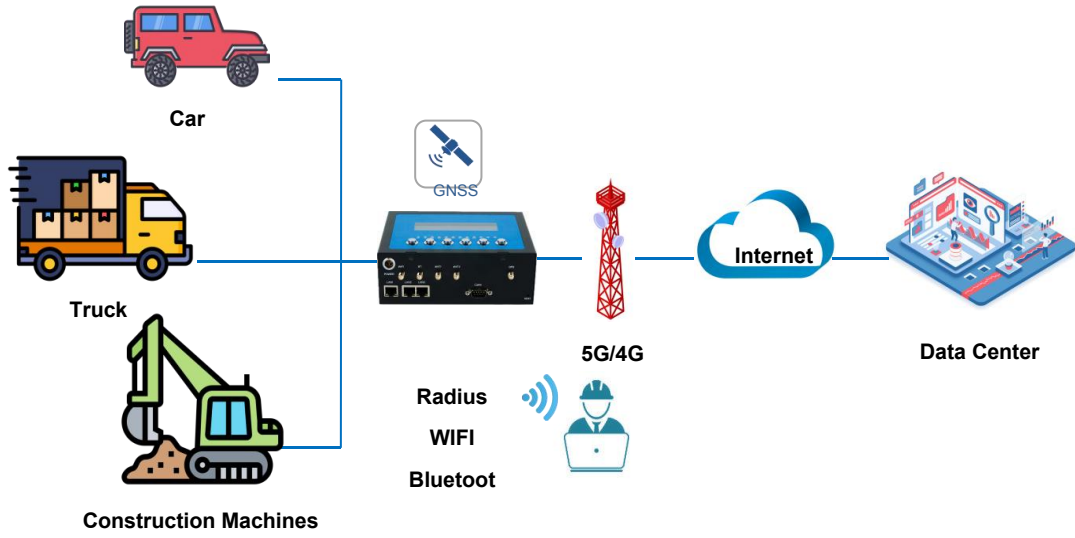 Car
GNSS
Truck
Internet
5G/4G
Data Center
Radius
WIFI
Bluetoot
Construction Machines